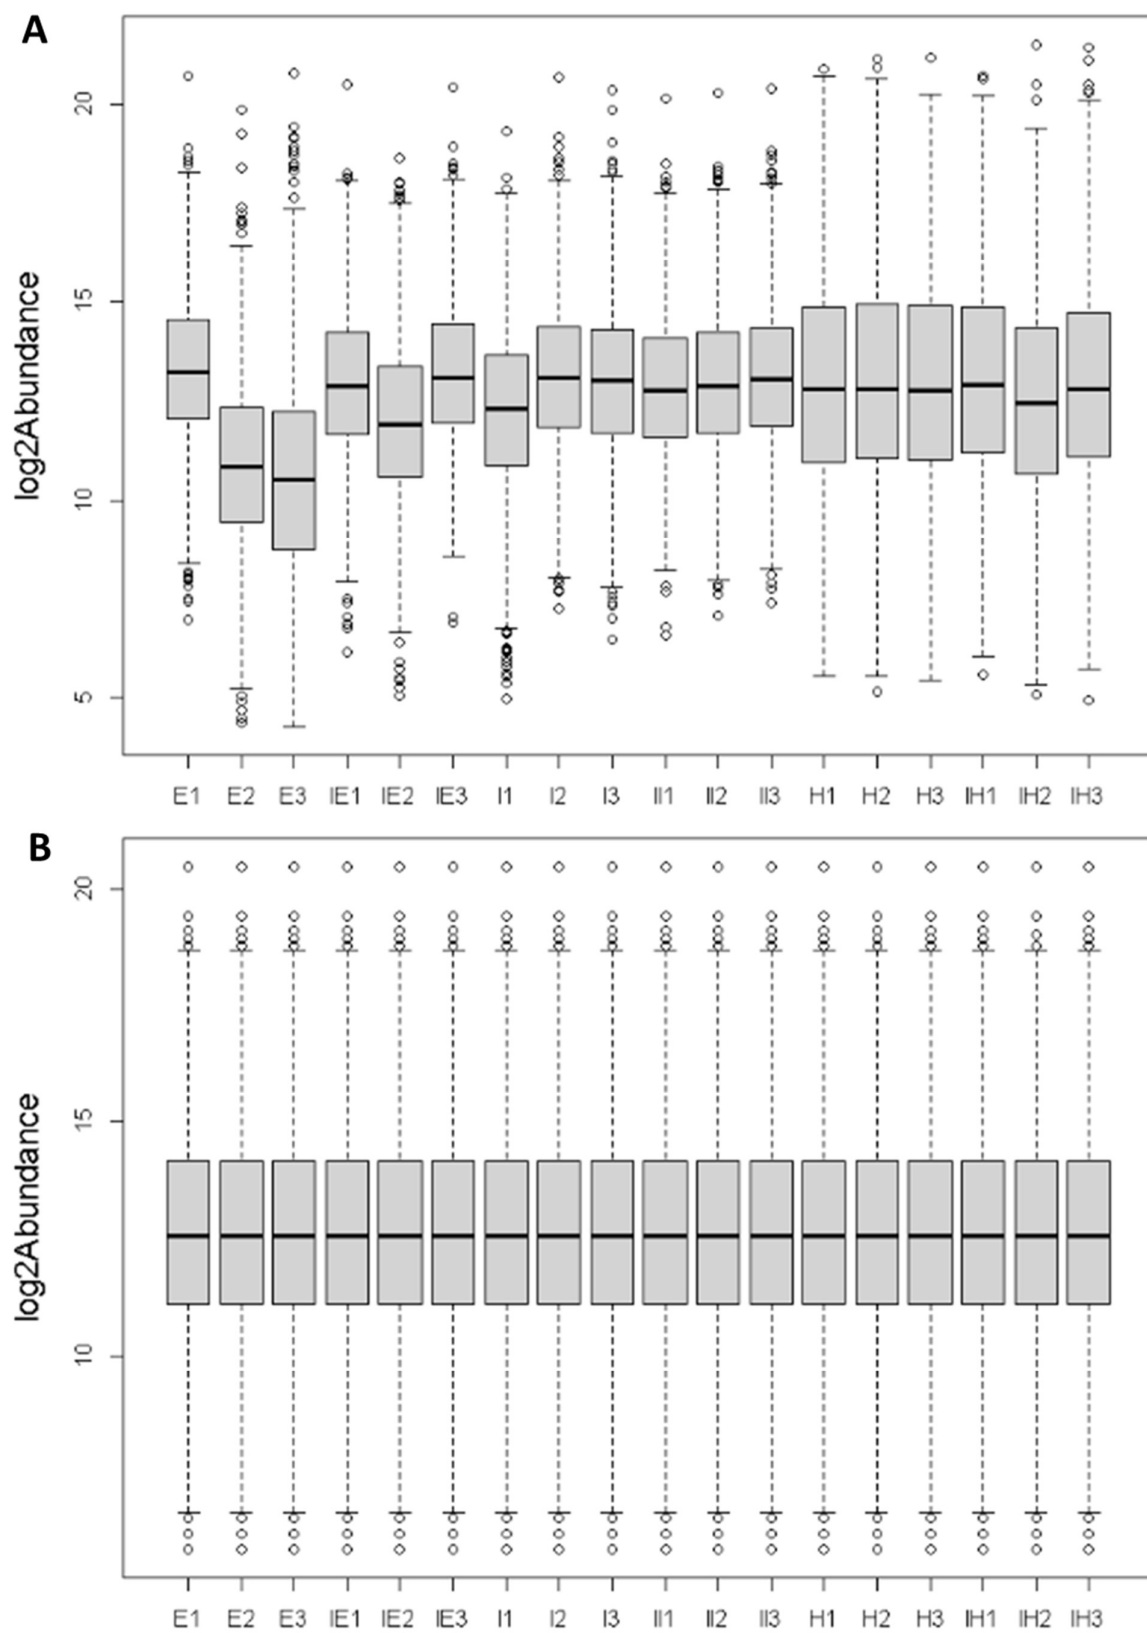 A
log2Abundance
20
15
10
5
E1 E2 E3 IE1 IE2 IE3 I1 I2 I3 II1 II2 II3 H1 H2 H3 IH1 IH2 IH3
B
log2Abundance
20
15
10
E1 E2 E3 IE1 IE2 IE3 I1 I2 I3 II1 II2 II3 H1 H2 H3 IH1 IH2 IH3